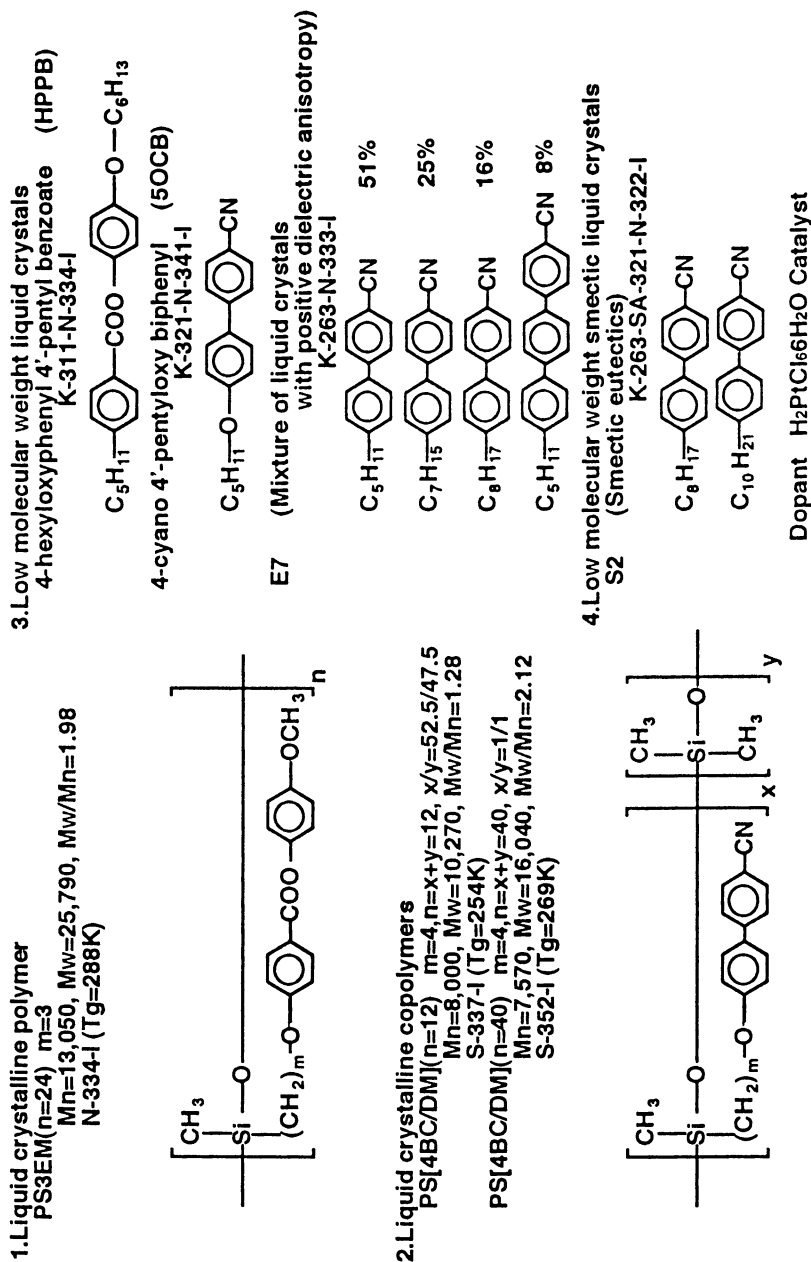 1.Liquid crystalline polymer
PS3EM(n=24) m=3
Mn=13,050, Mw=25,790, Mw/Mn=1.98
N-334-I (Tg=288K)
CH3
Si
O
(CH2)m-O
COO
OCH3
n
2.Liquid crystalline copolymers
PS[4BC/DM](n=12) m=4,n=x+y=12, x/y=52.5/47.5
Mn=8,000, Mw=10,270, Mw/Mn=1.28
S-337-I (Tg=254K)
PS[4BC/DM](n=40) m=4,n=x+y=40, x/y=1/1
Mn=7,570, Mw=16,040, Mw/Mn=2.12
S-352-I (Tg=269K)
CH3
Si
O
(CH2)m-O
CN
x
CH3
Si
O
CH3
y
3.Low molecular weight liquid crystals
4-hexyloxyphenyl 4'-pentyl benzoate (HPPB)
K-311-N-334-I
C5H11 COO O C6H13
4-cyano 4'-pentyloxy biphenyl (5OCB)
K-321-N-341-I
C5H11 O CN
E7 (Mixture of liquid crystals
with positive dielectric anisotropy)
K-263-N-333-I
C5H11 CN 51%
C7H15 CN 25%
C8H17 CN 16%
C5H11 CN 8%
4.Low molecular weight smectic liquid crystals
S2 (Smectic eutectics)
K-263-SA-321-N-322-I
C8H17 CN
C10H21 CN
Dopant H2PtCl66H2O Catalyst